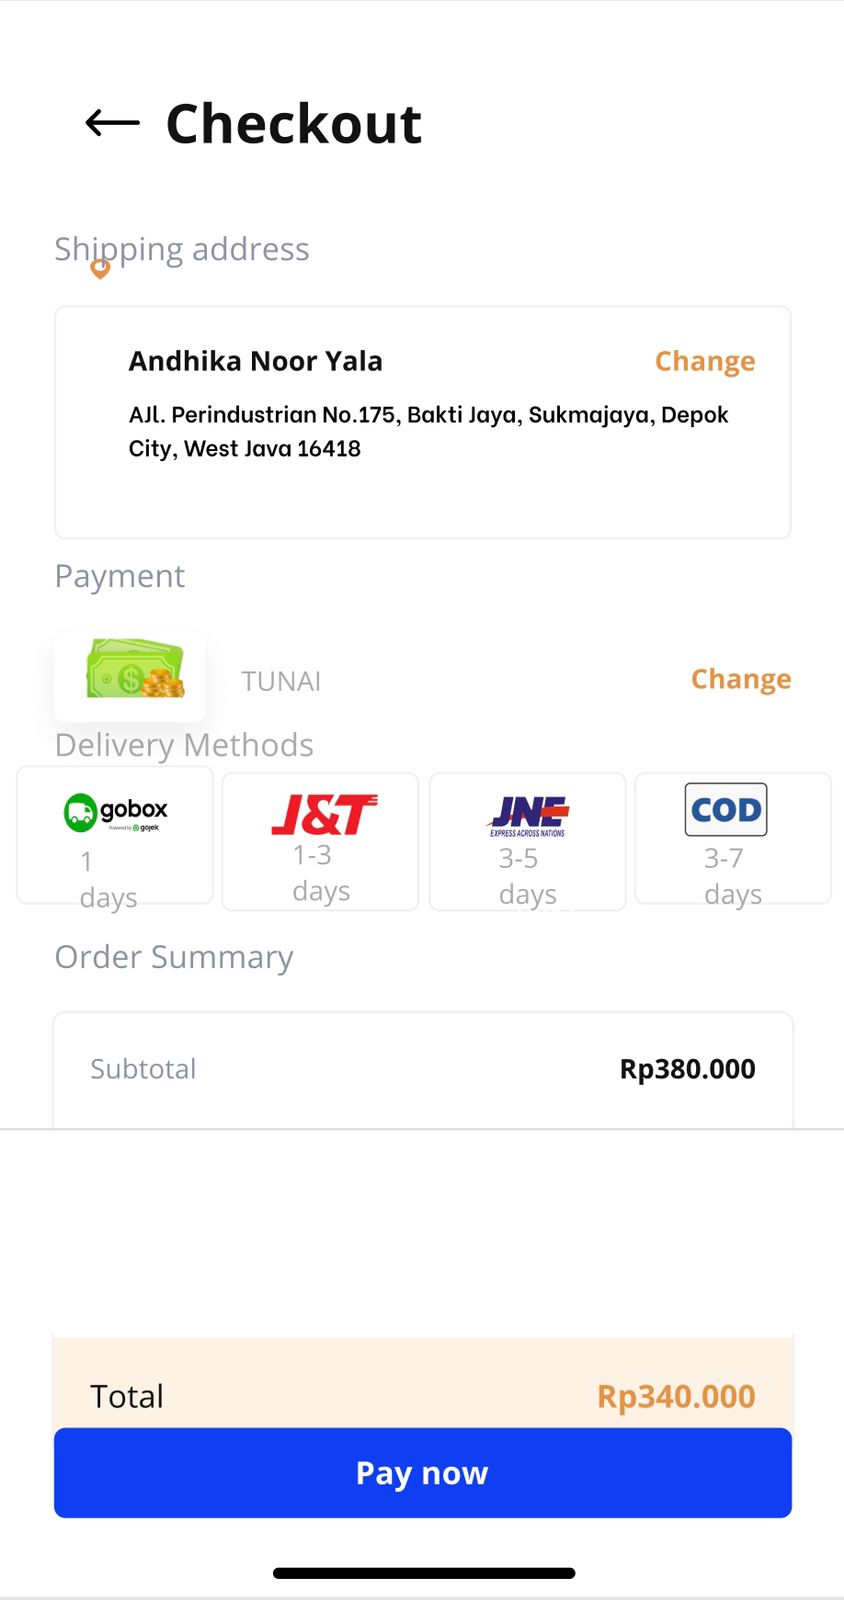 Checkout
Shipping address
Andhika Noor Yala
Change
AJl. Perindustrian No.175, Bakti Jaya, Sukmajaya, Depok
City, West Java 16418
Payment
TUNAI
Change
Delivery Methods
gobox
Powered by gojek
1
days
J&T
1-3
days
JNE
EXPRESS ACROSS NATIONS
3-5
days
COD
3-7
days
Order Summary
Subtotal
Rp380.000
Total
Rp340.000
Pay now